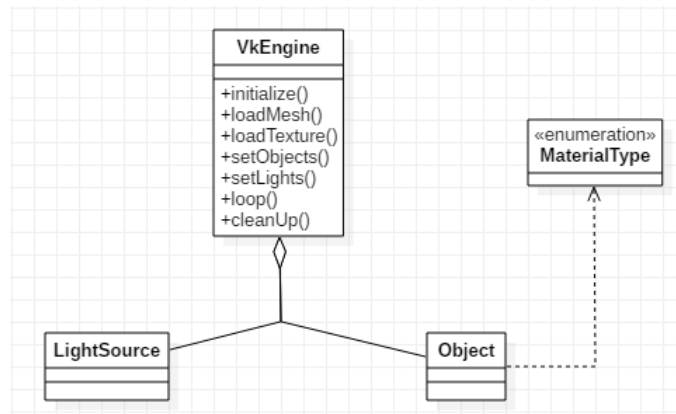 VkEngine
+initialize()
+loadMesh()
+loadTexture()
+setObjects()
+setLights()
+loop()
+cleanUp()
«enumeration»
MaterialType
LightSource
Object